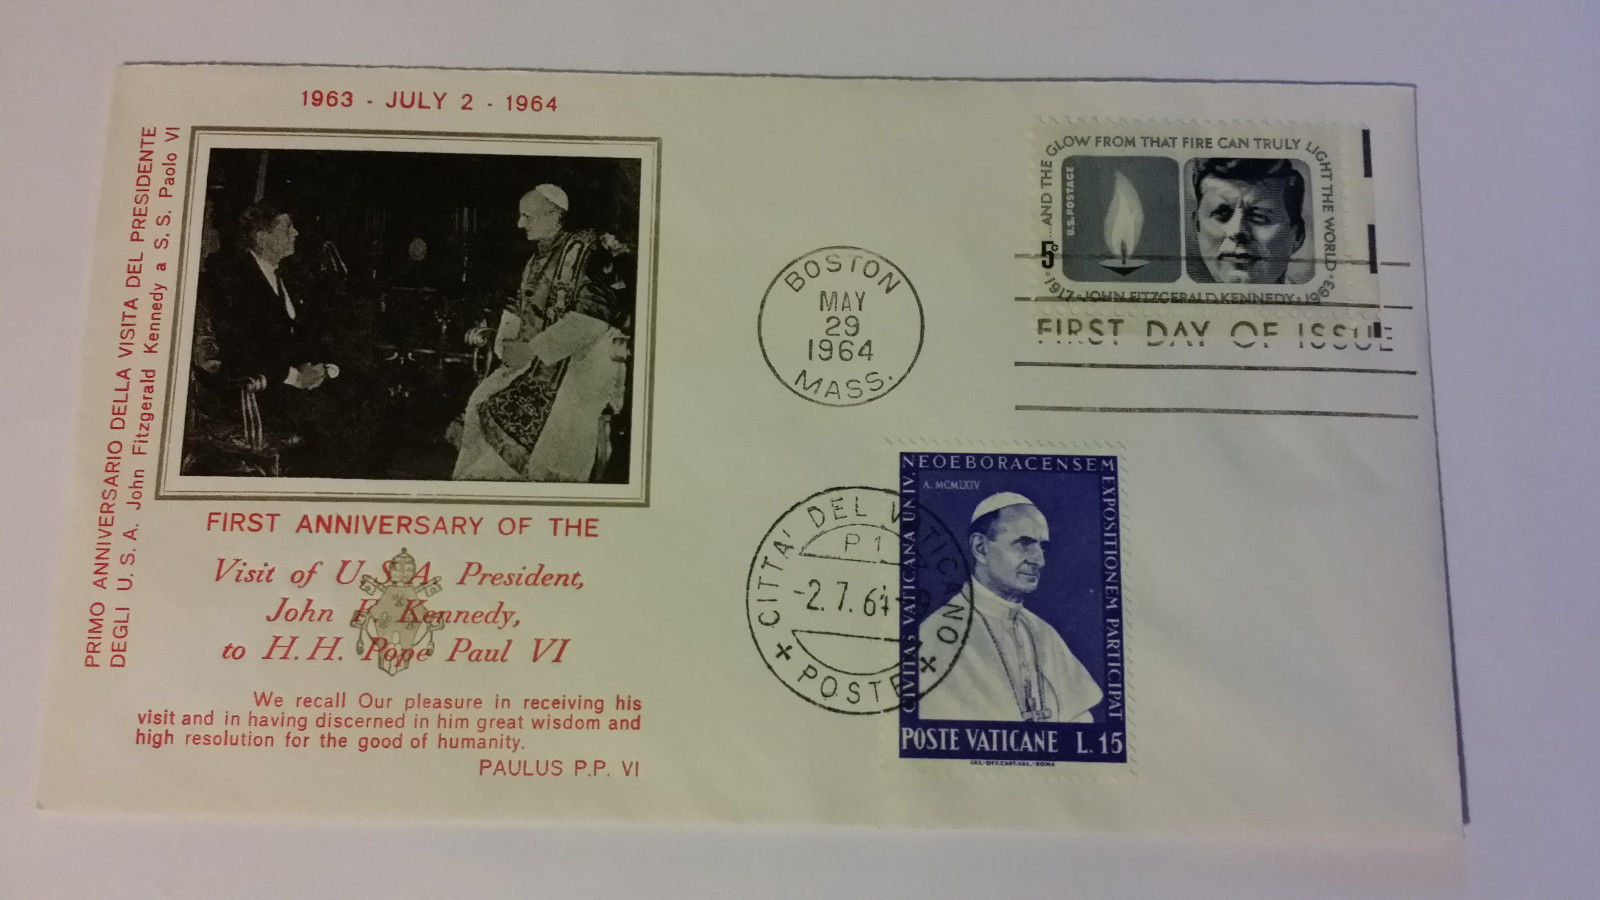 1963 - JULY 2 - 1964
PRIMO ANNIVERSARIO DELLA VISITA DEL PRESIDENTE
DEGLI U. S. A. John Fitzgerald Kennedy a S. S. Paolo VI
FIRST ANNIVERSARY OF THE
Visit of U.S.A. President,
John F. Kennedy,
to H. H. Pope Paul VI
We recall Our pleasure in receiving his
visit and in having discerned in him great wisdom and
high resolution for the good of humanity.
PAULUS P.P. VI
BOSTON
MAY
29
1964
MASS.
...AND THE GLOW FROM THAT FIRE CAN TRULY LIGHT THE WORLD
U.S. POSTAGE
5c
1917 • JOHN FITZGERALD KENNEDY • 1963
FIRST DAY OF ISSUE
CITTA' DEL VATICANO
P 1
-2. 7. 64
POSTE
CIVITAS VATICANA UNIV.
NEOEBORACENSEM
EXPOSITIONEM PARTICIPAT
A. MCMLXIV
POSTE VATICANE L. 15